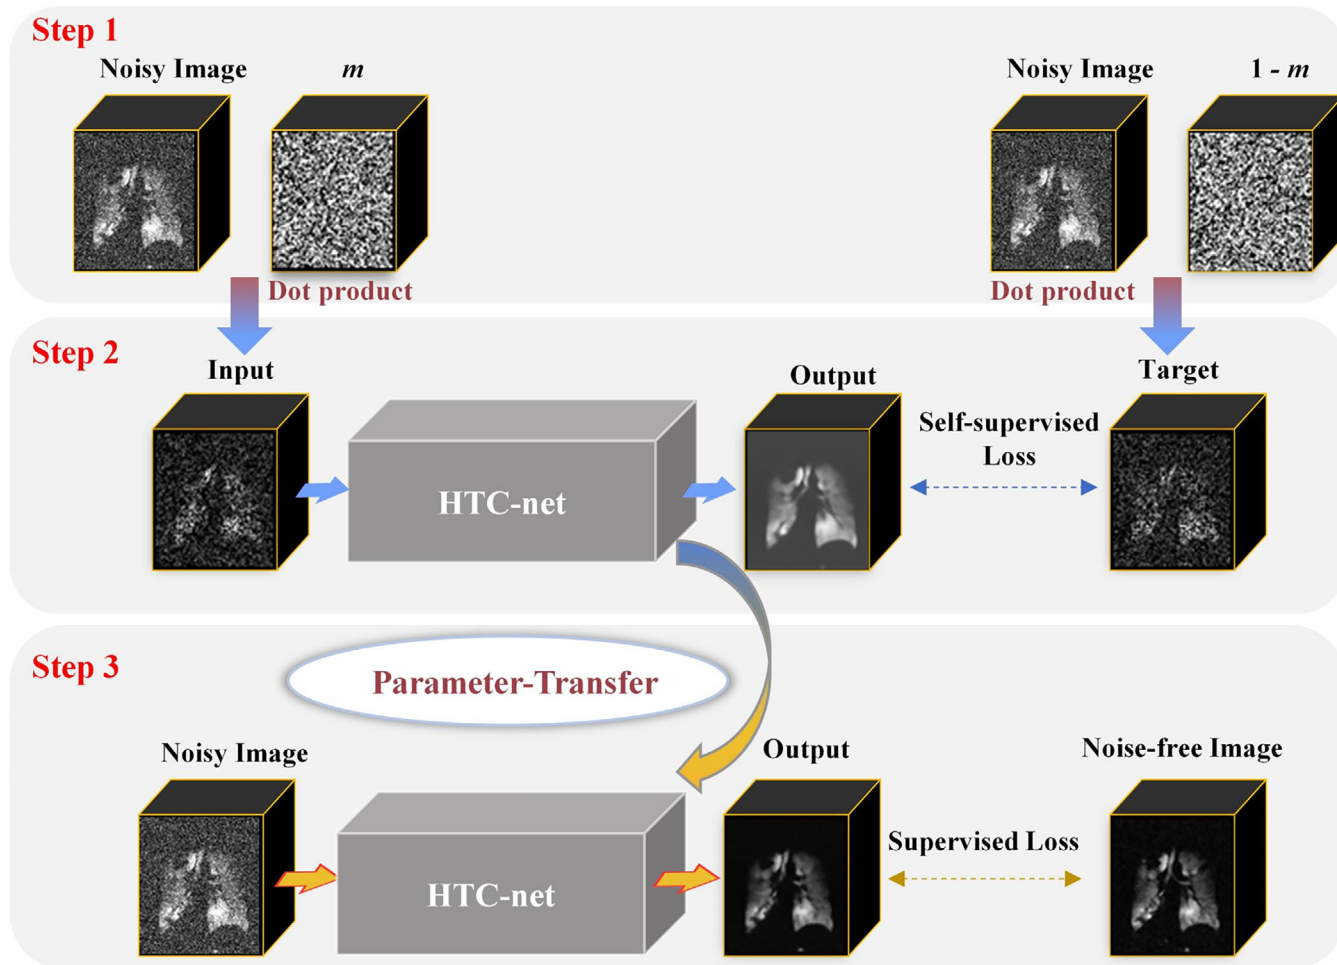 Step 1
Noisy Image
m
Noisy Image
1 - m
Dot product
Dot product
Step 2
Input
Output
Target
Self-supervised
Loss
HTC-net
Step 3
Parameter-Transfer
Noisy Image
Output
Noise-free Image
Supervised Loss
HTC-net